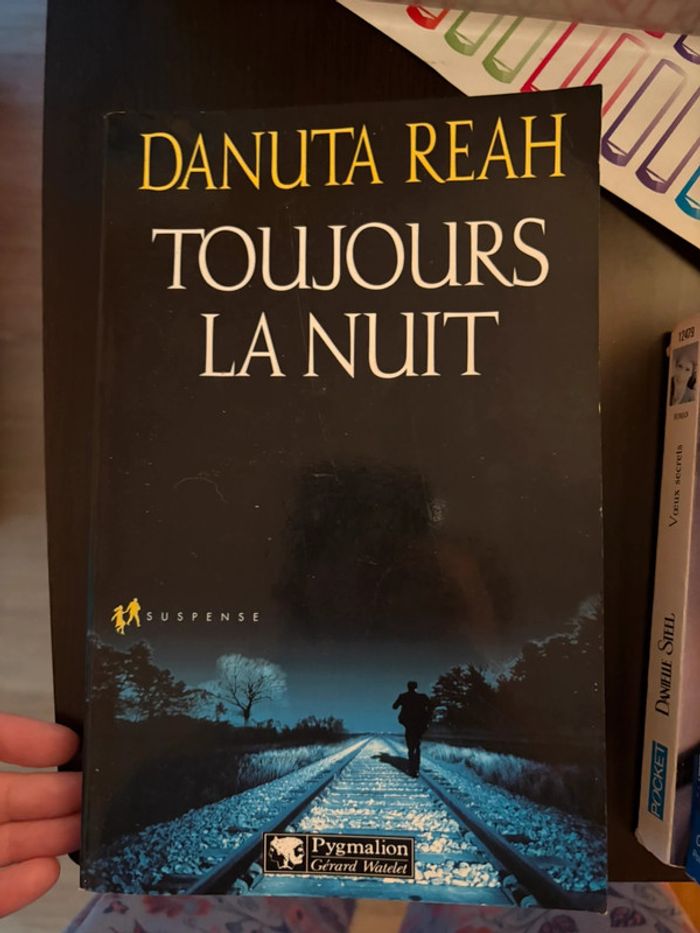 DANUTA REAH
TOUJOURS
LA NUIT
SUSPENSE
Pygmalion
Gérard Watelet
12479
Vœux secrets
DANIELLE STEEL
POCKET